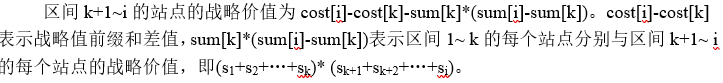 区间 k+1~i 的站点的战略价值为 cost[i]-cost[k]-sum[k]*(sum[i]-sum[k])。cost[i]-cost[k]
表示战略值前缀和差值，sum[k]*(sum[i]-sum[k])表示区间 1~ k 的每个站点分别与区间 k+1~ i
的每个站点的战略价值，即(s1+s2+…+sk)* (sk+1+sk+2+…+si)。